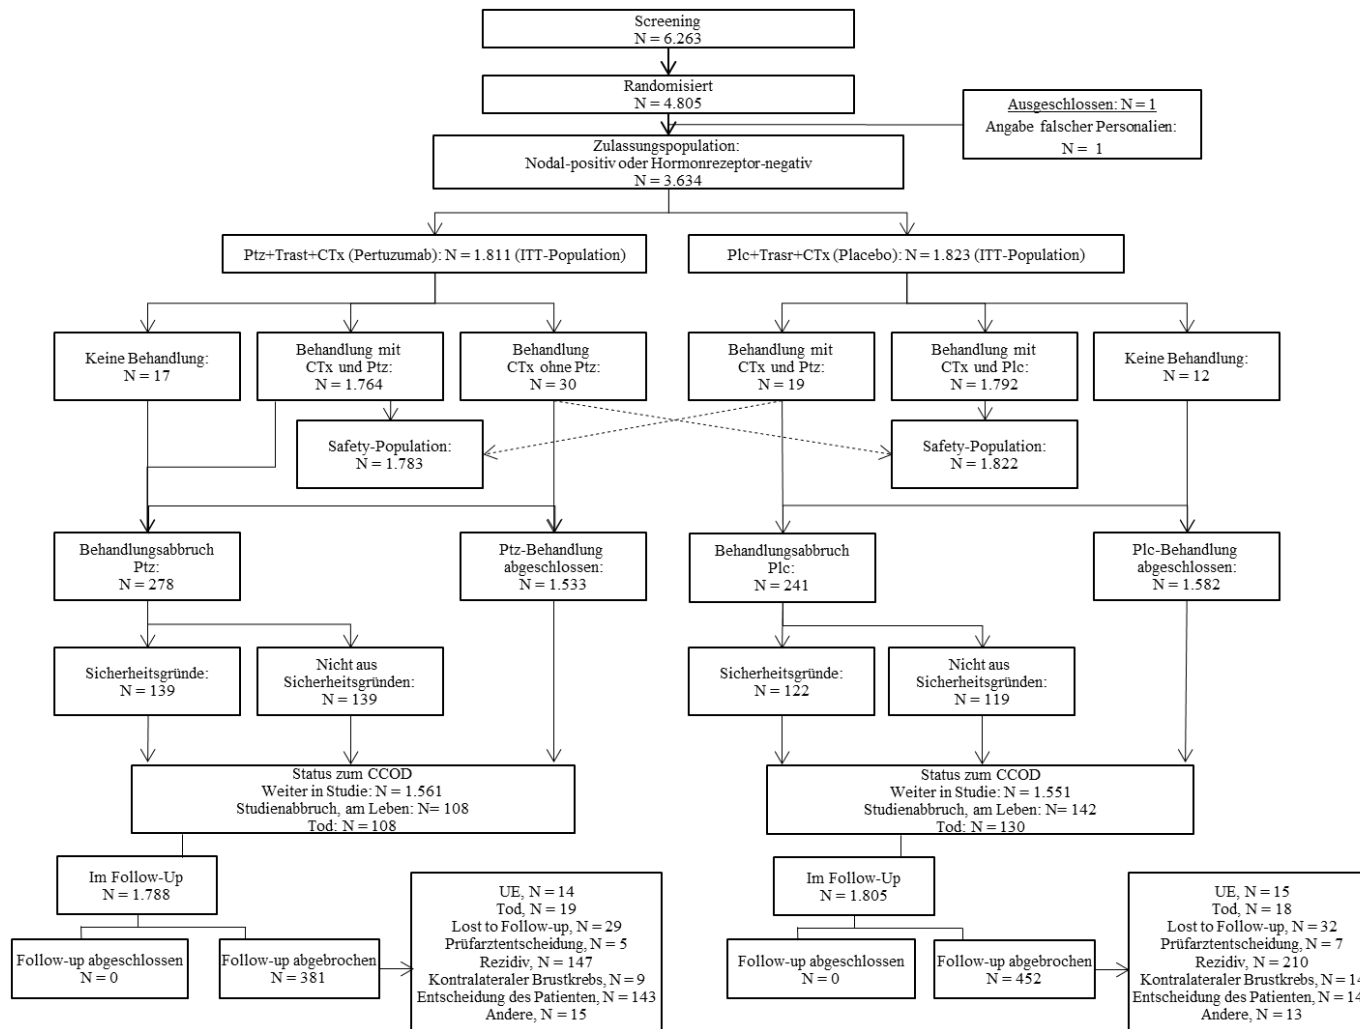 Screening
N = 6.263
Randomisiert
N = 4.805
Ausgeschlossen: N = 1
Angabe falscher Personalien:
N = 1
Zulassungspopulation:
Nodal-positiv oder Hormonrezeptor-negativ
N = 3.634
Ptz+Trast+CTx (Pertuzumab): N = 1.811 (ITT-Population)
Plc+Trasr+CTx (Placebo): N = 1.823 (ITT-Population)
Keine Behandlung:
N = 17
Behandlung mit
CTx und Ptz:
N = 1.764
Behandlung
CTx ohne Ptz:
N = 30
Behandlung mit
CTx und Ptz:
N = 19
Behandlung mit
CTx und Plc:
N = 1.792
Keine Behandlung:
N = 12
Safety-Population:
N = 1.783
Safety-Population:
N = 1.822
Behandlungsabbruch
Ptz:
N = 278
Ptz-Behandlung
abgeschlossen:
N = 1.533
Behandlungsabbruch
Plc:
N = 241
Plc-Behandlung
abgeschlossen:
N = 1.582
Sicherheitsgründe:
N = 139
Nicht aus
Sicherheitsgründen:
N = 139
Sicherheitsgründe:
N = 122
Nicht aus
Sicherheitsgründen:
N = 119
Status zum CCOD
Weiter in Studie: N = 1.561
Studienabbruch, am Leben: N= 108
Tod: N = 108
Status zum CCOD
Weiter in Studie: N = 1.551
Studienabbruch, am Leben: N= 142
Tod: N = 130
Im Follow-Up
N = 1.788
Follow-up abgeschlossen
N = 0
Follow-up abgebrochen
N = 381
UE, N = 14
Tod, N = 19
Lost to Follow-up, N = 29
Prüfarztentscheidung, N = 5
Rezidiv, N = 147
Kontralateraler Brustkrebs, N = 9
Entscheidung des Patienten, N = 143
Andere, N = 15
Im Follow-Up
N = 1.805
Follow-up abgeschlossen
N = 0
Follow-up abgebrochen
N = 452
UE, N = 15
Tod, N = 18
Lost to Follow-up, N = 32
Prüfarztentscheidung, N = 7
Rezidiv, N = 210
Kontralateraler Brustkrebs, N = 14
Entscheidung des Patienten, N = 14
Andere, N = 13